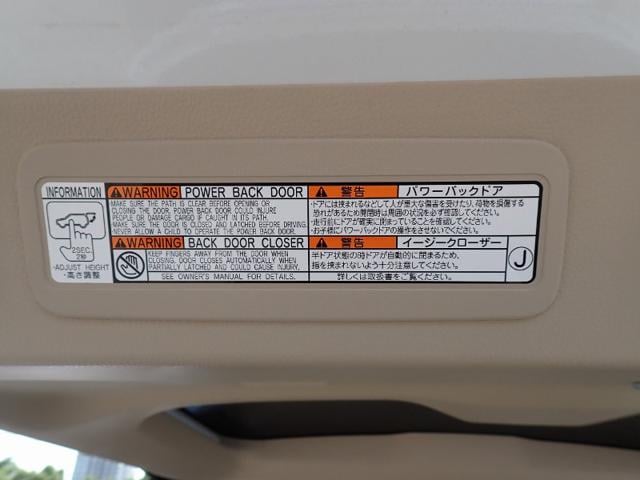 INFORMATION
2SEC
2秒
·ADJUST HEIGHT
·高さ調整
WARNING POWER BACK DOOR
MAKE SURE THE PATH IS CLEAR BEFORE OPENING OR
CLOSING THE DOOR. POWER BACK DOOR COULD INJURE
PEOPLE OR DAMAGE CARGO IF CAUGHT IN ITS PATH.
MAKE SURE THE DOOR IS CLOSED AND LATCHED BEFORE DRIVING.
NEVER ALLOW A CHILD TO OPERATE THE POWER BACK DOOR.
WARNING BACK DOOR CLOSER
KEEP FINGERS AWAY FROM THE DOOR WHEN
CLOSING. DOOR CLOSES AUTOMATICALLY WHEN
PARTIALLY LATCHED AND COULD CAUSE INJURY.
SEE OWNER'S MANUAL FOR DETAILS.
警告 パワーバックドア
·ドアには挟まれるなどして人が重大な傷害を受けたり、荷物を損傷する
恐れがあるため開閉時は周囲の状況を必ず確認してください。
·走行前にドアが確実に閉まっていることを確認してください。
·お子様にパワーバックドアの操作をさせないでください。
警告 イージークローザー
半ドア状態の時ドアが自動的に閉まるため、
指を挟まれないよう十分注意してください。
詳しくは取扱書をご覧ください。
J